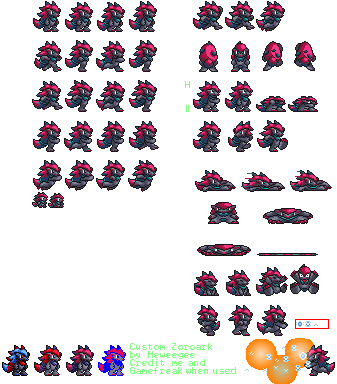 H
Custom Zoroark
by Neweegee
Credit me and
Gamefreak when used